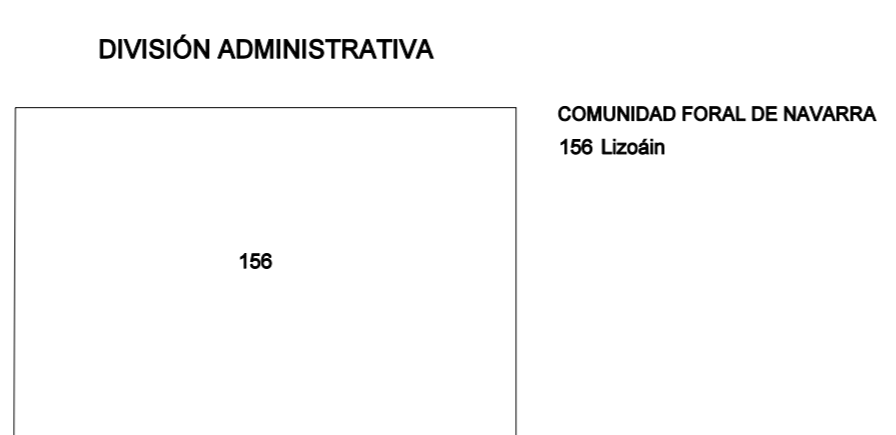 DIVISIÓN ADMINISTRATIVA
COMUNIDAD FORAL DE NAVARRA
156 Lizoáin
156